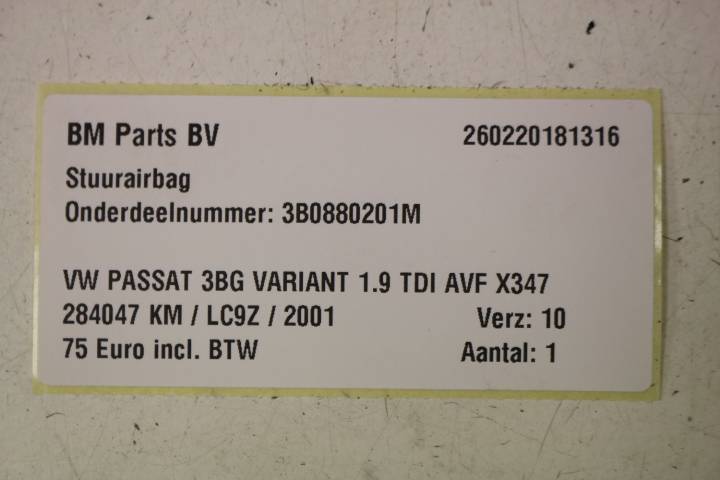 BM Parts BV 260220181316
Stuurairbag
Onderdeelnummer: 3B0880201M
VW PASSAT 3BG VARIANT 1.9 TDI AVF X347
284047 KM / LC9Z / 2001 Verz: 10
75 Euro incl. BTW Aantal: 1